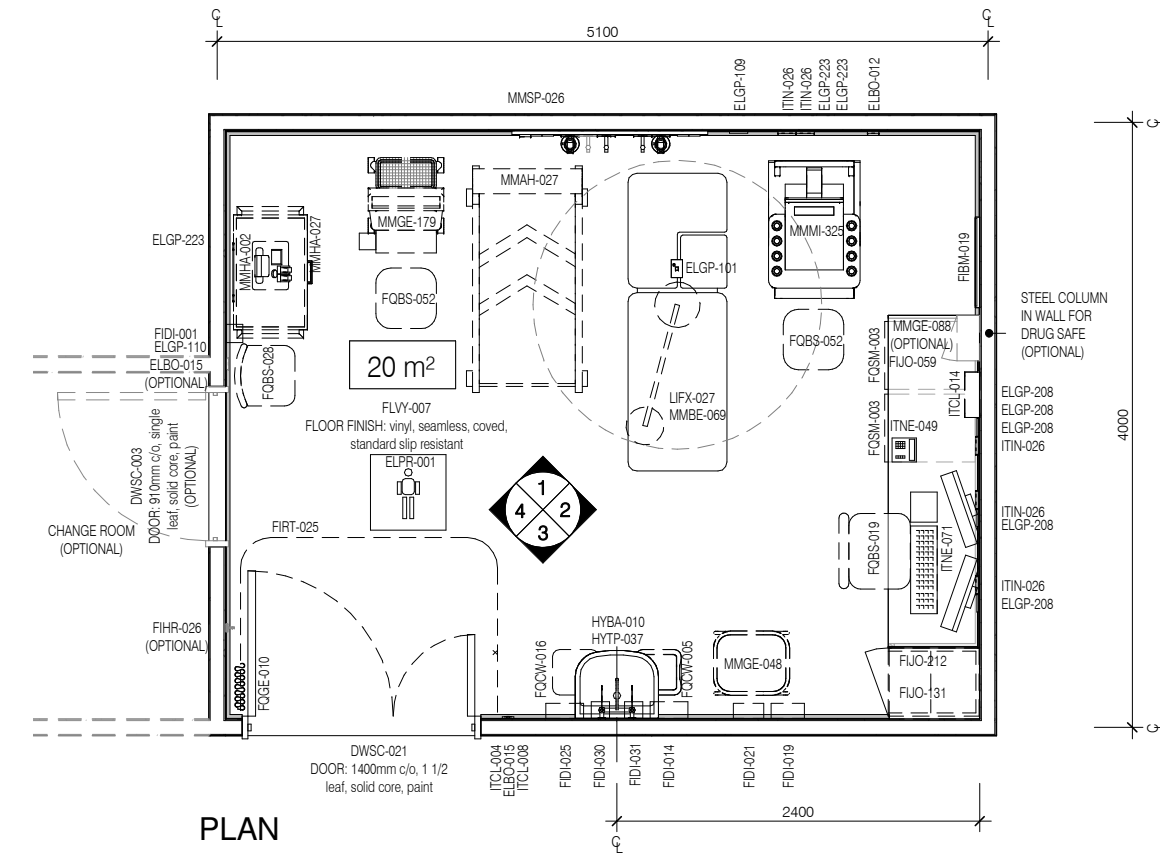 ℄
℄
5100
MMSP-026
ELGP-109
ITIN-026
ITIN-026
ELGP-223
ELGP-223
ELBO-012
℄
MMAH-027
MMGE-179
MMMI-325
ELGP-223
MMHA-002
MMHA-027
ELGP-101
FIBM-019
FQBS-052
FQBS-052
STEEL COLUMN
IN WALL FOR
DRUG SAFE
(OPTIONAL)
FIDI-001
ELGP-110
ELBO-015
(OPTIONAL)
FQBS-028
20 m²
FQSM-003
MMGE-088
(OPTIONAL)
FIJO-059
ITCL-014
LIFX-027
MMBE-069
ELGP-208
ELGP-208
ELGP-208
ITIN-026
4000
FLVY-007
FLOOR FINISH: vinyl, seamless, coved,
standard slip resistant
ELPR-001
FQSM-003
ITNE-049
DWSC-003
DOOR: 910mm c/o, single
leaf, solid core, paint
(OPTIONAL)
CHANGE ROOM
(OPTIONAL)
FIRT-025
1
4
2
3
ITIN-026
ELGP-208
FQBS-019
ITNE-071
ITIN-026
ELGP-208
FIHR-026
(OPTIONAL)
FQGE-010
HYBA-010
HYTP-037
FQCW-016
FQCW-005
MMGE-048
FIJO-212
FIJO-131
℄
DWSC-021
DOOR: 1400mm c/o, 1 1/2
leaf, solid core, paint
ITCL-004
ELBO-015
ITCL-008
FIDI-025
FIDI-030
FIDI-031
FIDI-014
FIDI-021
FIDI-019
2400
℄
PLAN